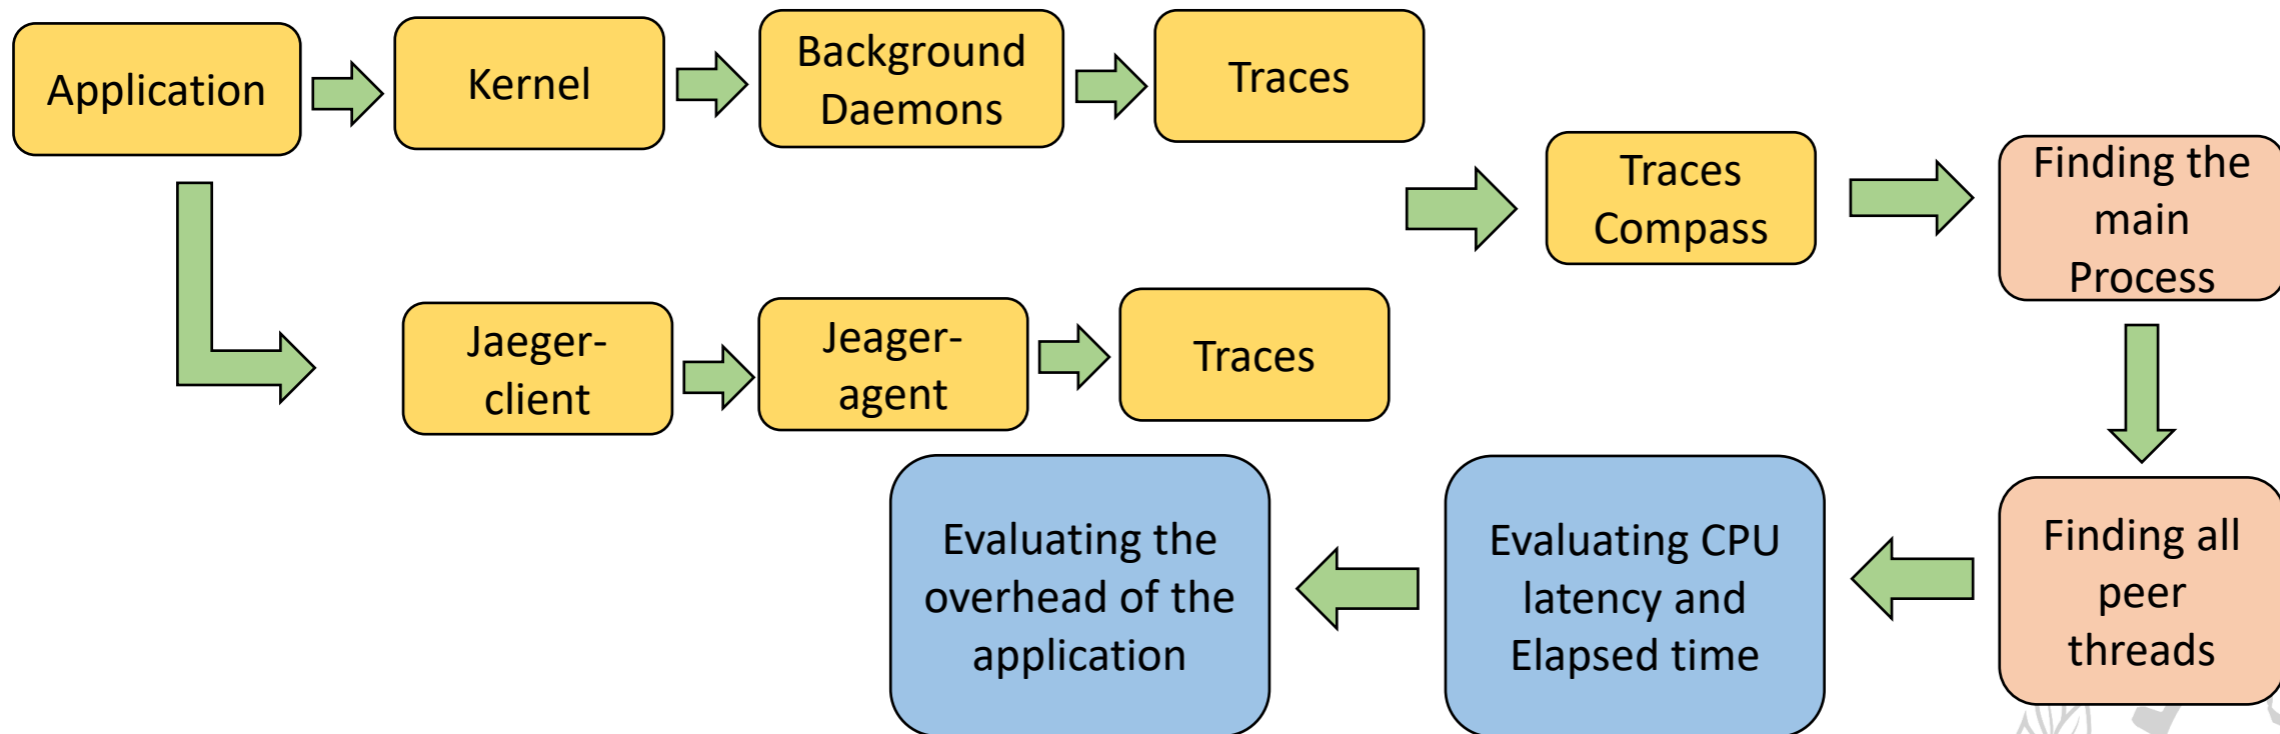 Application
Kernel
Background
Daemons
Traces
Traces
Compass
Finding the
main
Process
Jaeger-
client
Jeager-
agent
Traces
Finding all
peer
threads
Evaluating CPU
latency and
Elapsed time
Evaluating the
overhead of the
application